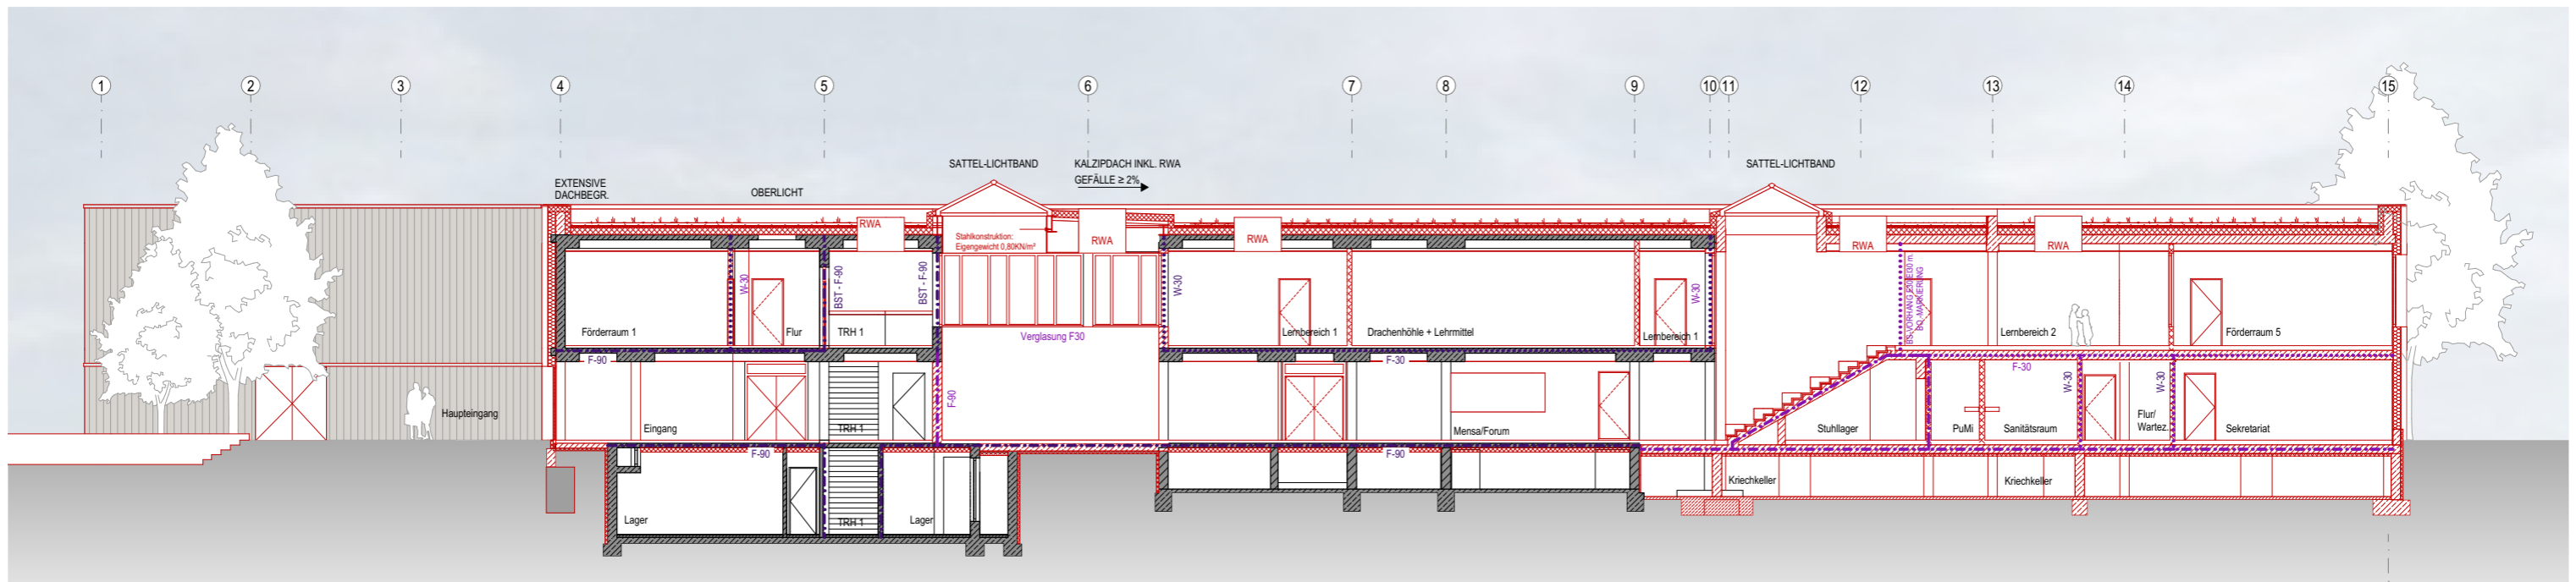 1
2
3
4
5
6
7
8
9
10
11
12
13
14
15
SATTEL-LICHTBAND
KALZIPDACH INKL. RWA
GEFÄLLE ≥ 2%
SATTEL-LICHTBAND
EXTENSIVE
DACHBEGR.
OBERLICHT
RWA
Stahlkonstruktion:
Eigengewicht 0,80KN/m²
RWA
RWA
RWA
RWA
W-30
BST - F-90
BST - F-90
W-30
W-30
BS.-VORHANG
Förderraum 1
Flur
TRH 1
Verglasung F30
Lernbereich 1
Drachenhöhle + Lehrmittel
Lernbereich 1
Lernbereich 2
Förderraum 5
F-90
F-30
F-30
F-90
W-30
W-30
Haupteingang
Eingang
TRH 1
Mensa/Forum
Stuhllager
PuMi
Sanitätsraum
Flur/
Wartez.
Sekretariat
F-90
F-90
Kriechkeller
Kriechkeller
Lager
TRH 1
Lager